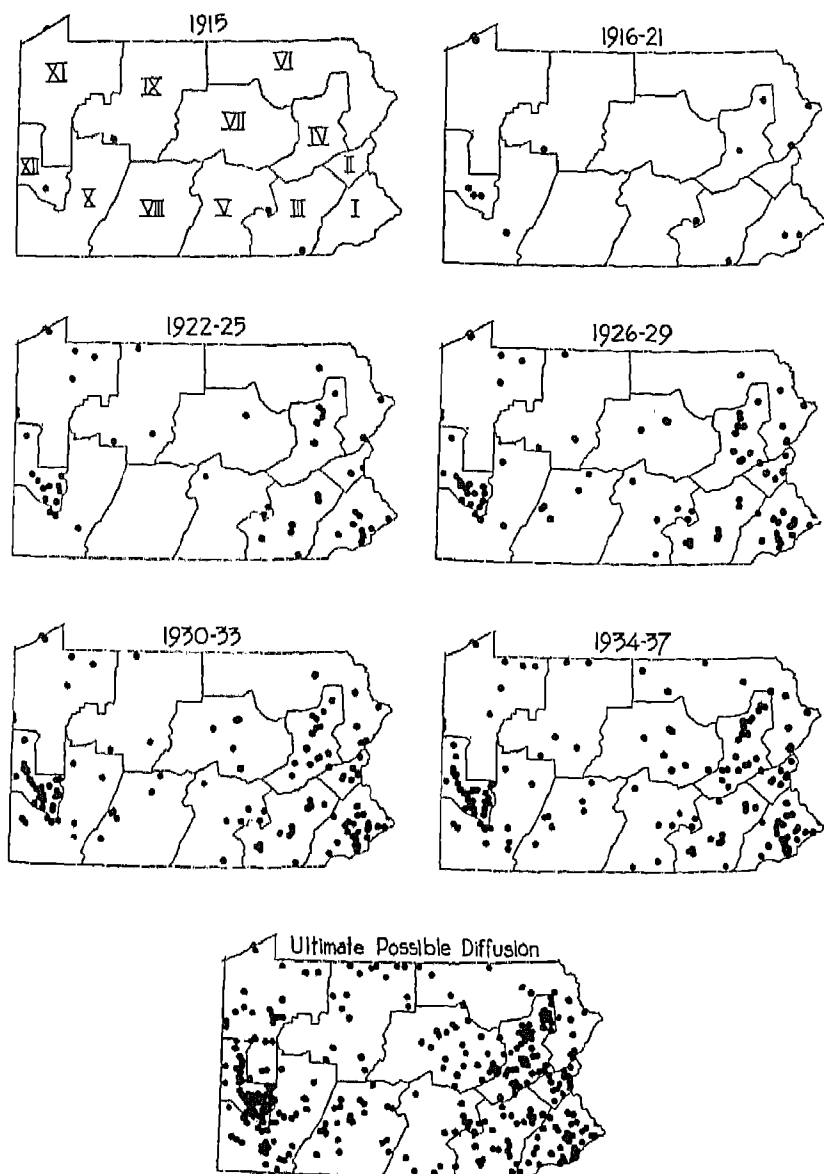 1915
XI
IX
VI
VII
IV
XII
II
X
VIII
V
III
I
1916-21
1922-25
1926-29
1930-33
1934-37
Ultimate Possible Diffusion